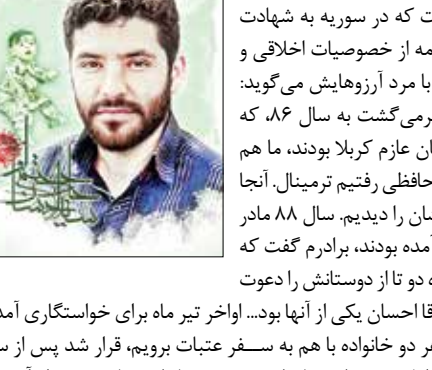 ت که در سوریه به شهادت
مه از خصوصیات اخلاقی و
با مرد آرزوهایش می‌گوید:
برمی‌گشت به سال ۸۶، که
ان عازم کربلا بودند، ما هم
حافظی رفتیم ترمینال. آنجا
سان را دیدیم. سال ۸۸ مادر
آمده بودند، برادرم گفت که
ه دو تا از دوستانش را دعوت
قا احسان یکی از آنها بود... اواخر تیر ماه برای خواستگاری آمد
فر دو خانواده با هم به ســفر عتبات برویم، قرار شد پس از س